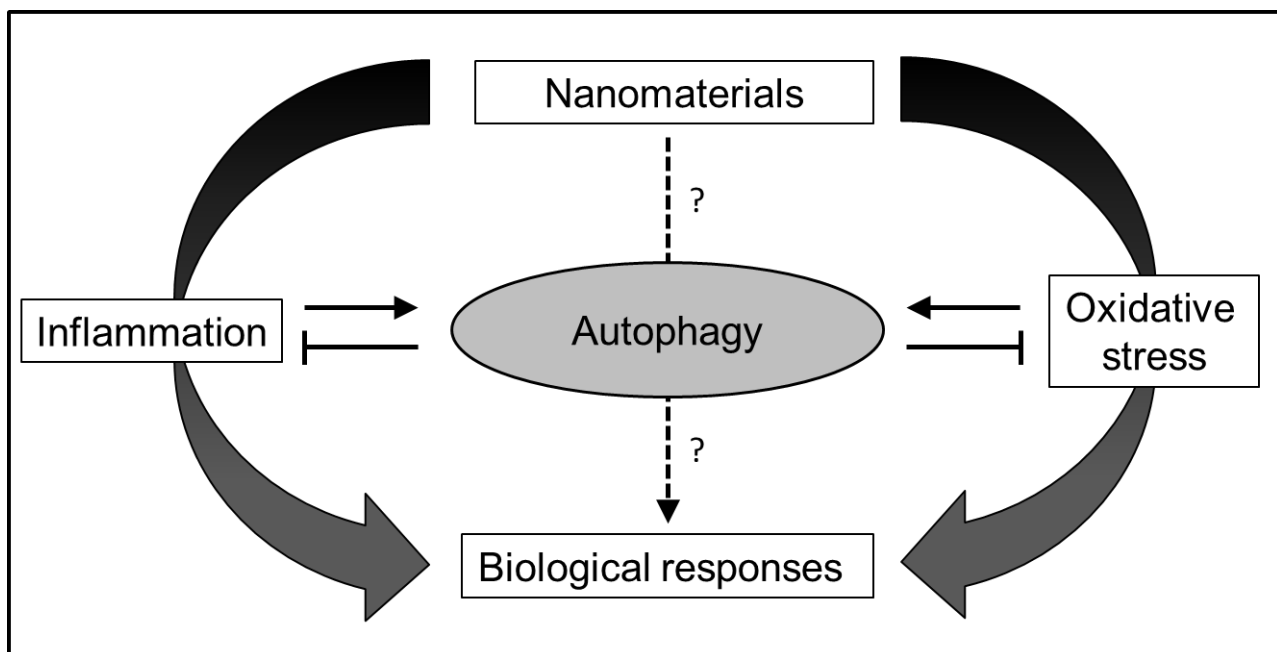 Nanomaterials
?
Inflammation
Autophagy
Oxidative
stress
?
Biological responses